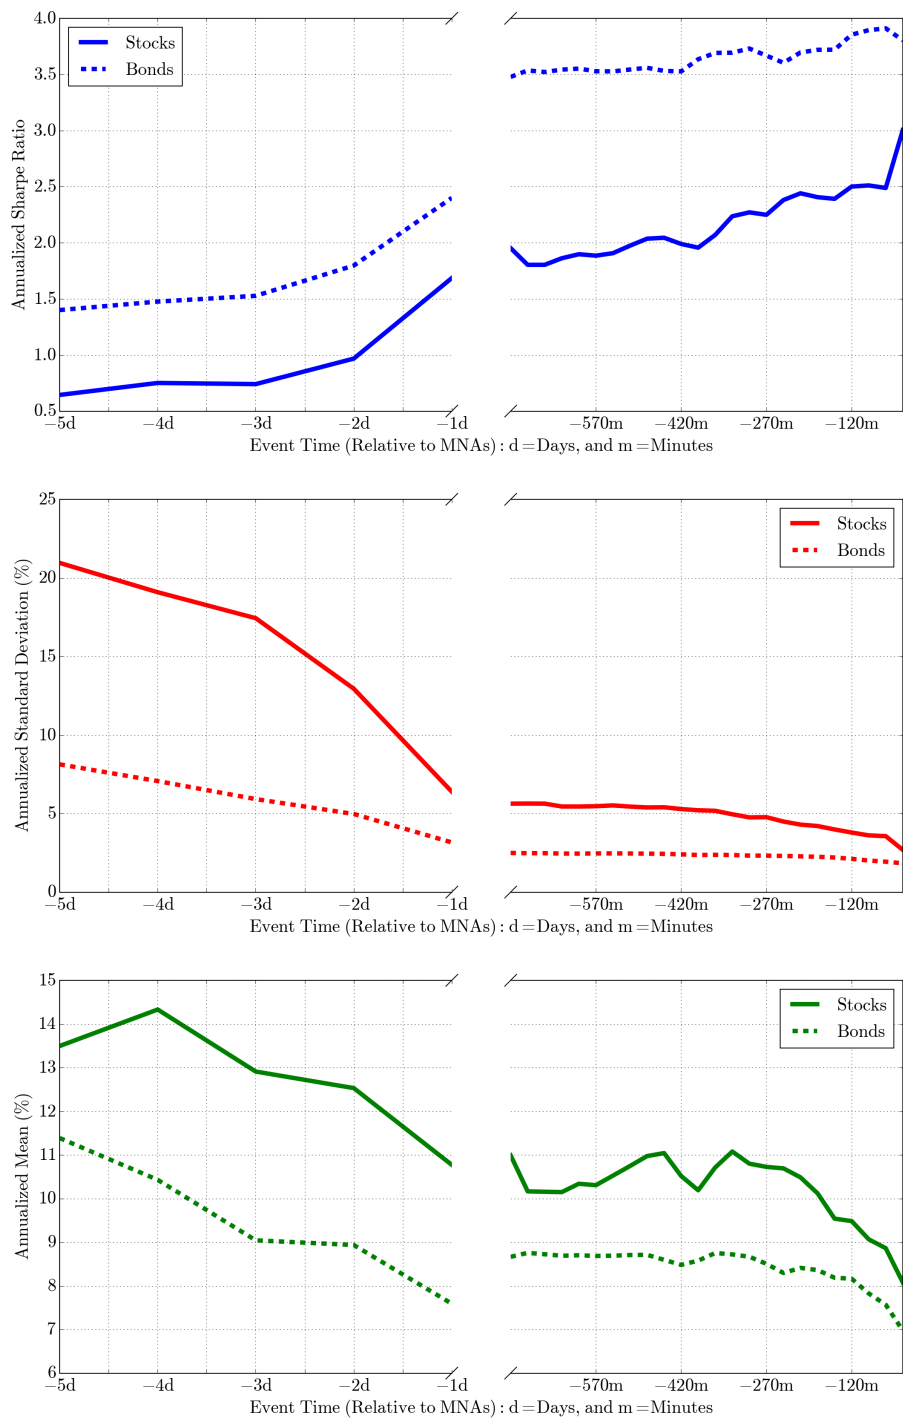 Annualized Sharpe Ratio
4.0
3.5
3.0
2.5
2.0
1.5
1.0
0.5
Stocks
Bonds
−5d −4d −3d −2d −1d −570m −420m −270m −120m
Event Time (Relative to MNAs) : d =Days, and m =Minutes
Annualized Standard Deviation (%)
25
20
15
10
5
0
Stocks
Bonds
−5d −4d −3d −2d −1d −570m −420m −270m −120m
Event Time (Relative to MNAs) : d =Days, and m =Minutes
Annualized Mean (%)
15
14
13
12
11
10
9
8
7
6
Stocks
Bonds
−5d −4d −3d −2d −1d −570m −420m −270m −120m
Event Time (Relative to MNAs) : d =Days, and m =Minutes